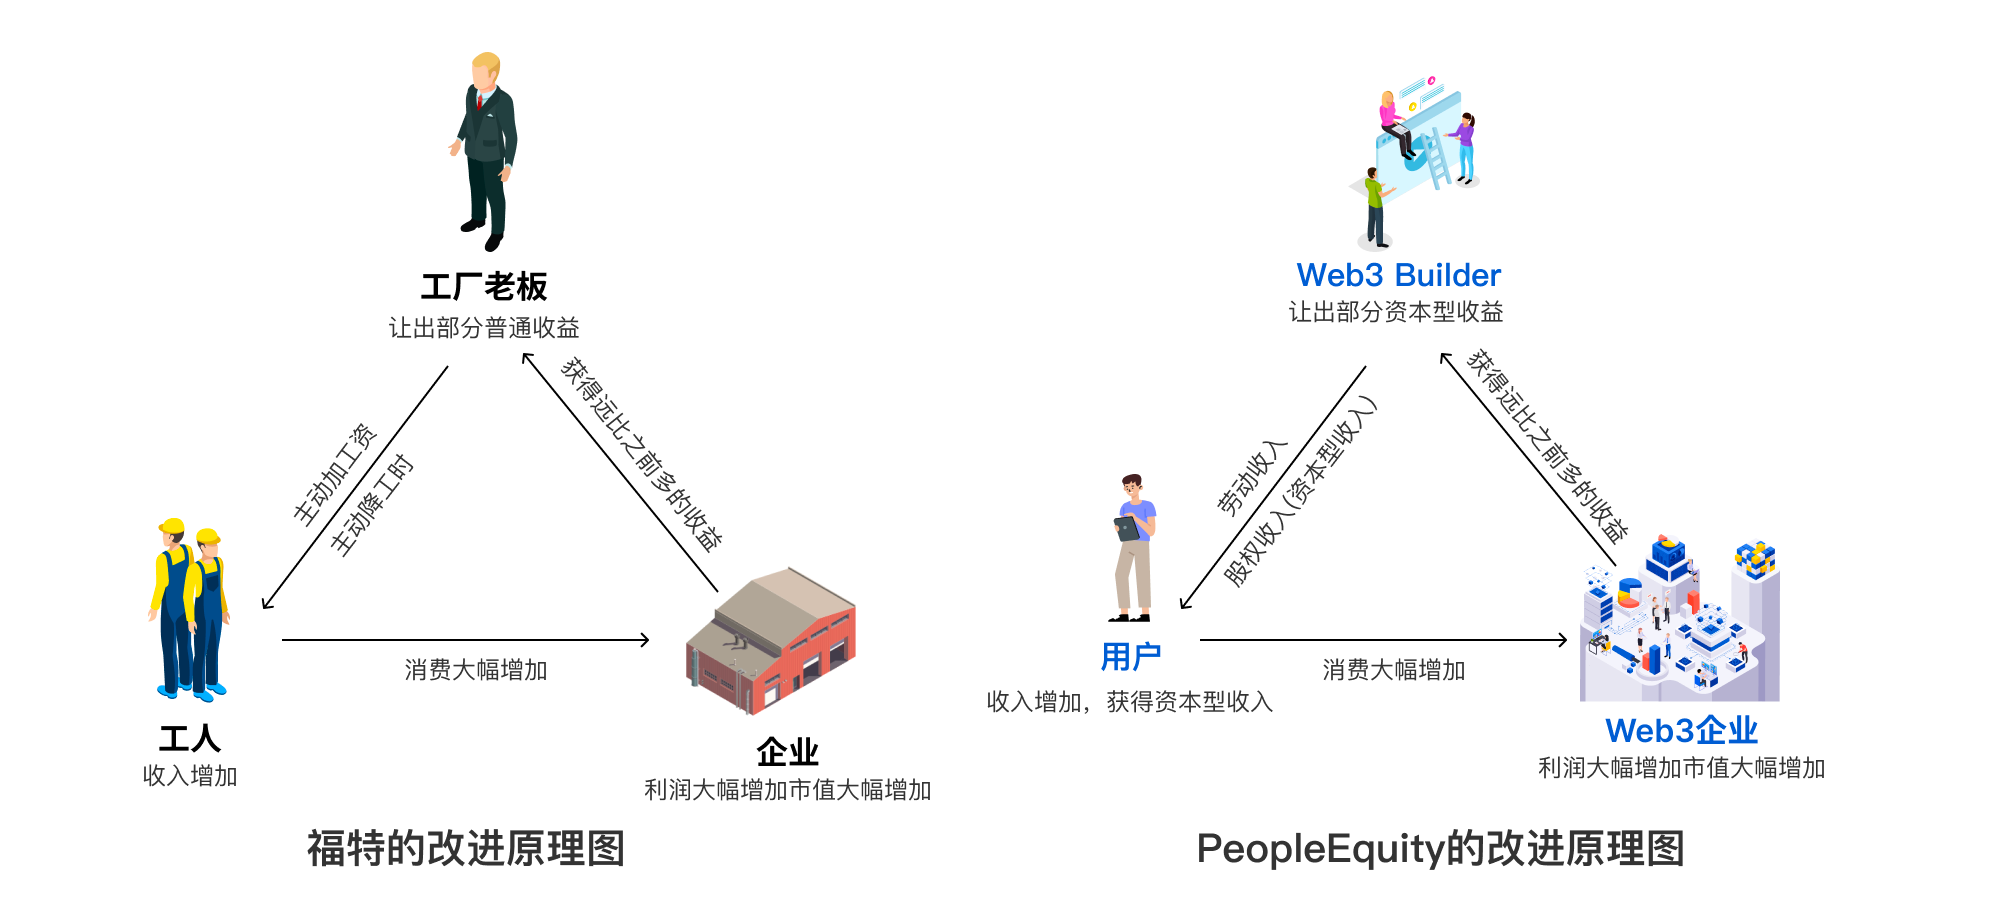 工厂老板
让出部分普通收益
主动加工资
主动降工时
获得远比之前多的收益
消费大幅增加
工人
收入增加
企业
利润大幅增加市值大幅增加
福特的改进原理图
Web3 Builder
让出部分资本型收益
劳动收入
股权收入(资本型收入)
获得远比之前多的收益
用户
收入增加，获得资本型收入
消费大幅增加
Web3企业
利润大幅增加市值大幅增加
PeopleEquity的改进原理图